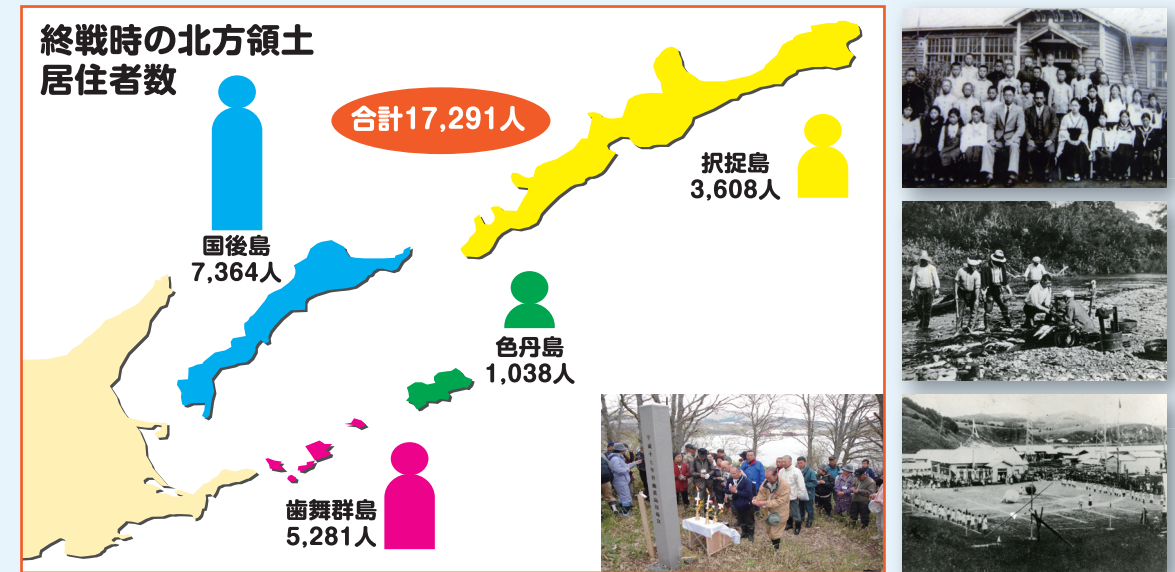 終戦時の北方領土
居住者数
合計17,291人
択捉島
3,608人
国後島
7,364人
色丹島
1,038人
歯舞群島
5,281人